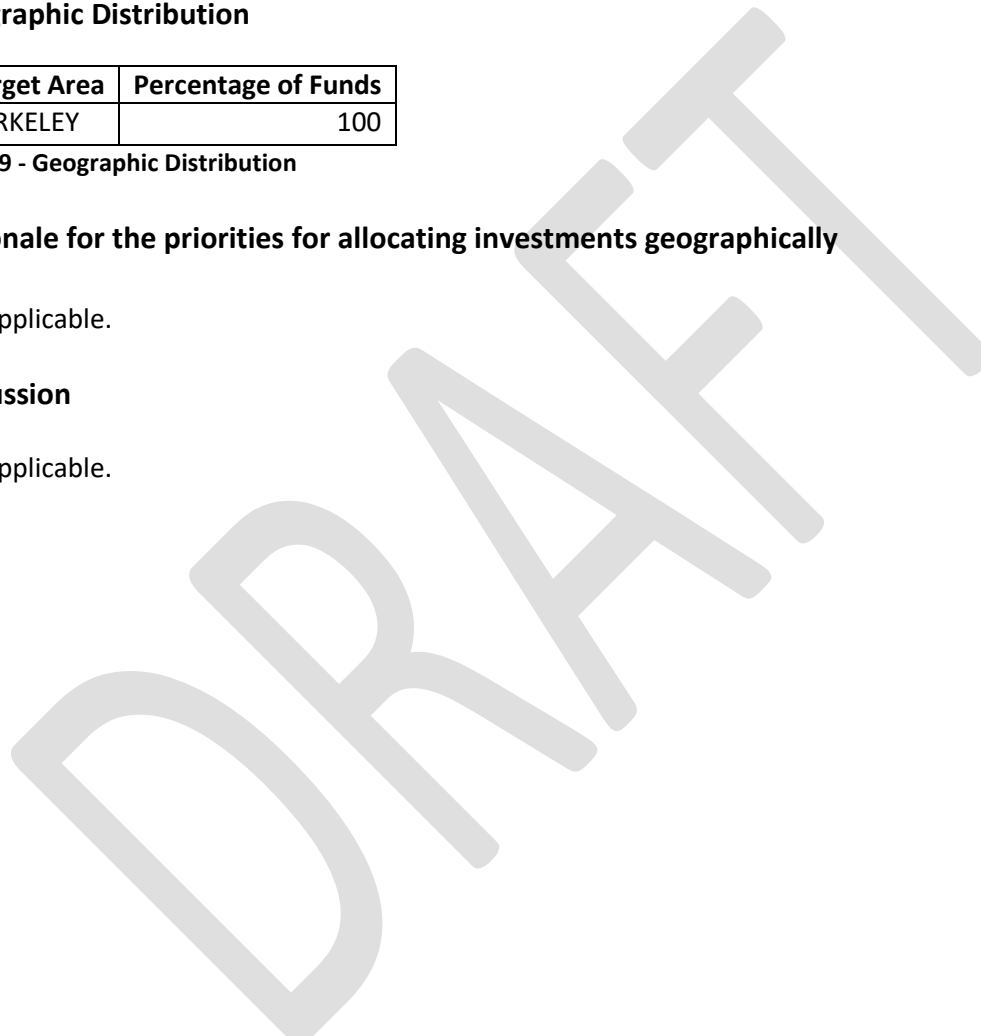 raphic Distribution
rget Area Percentage of Funds
RKELEY 100
9 - Geographic Distribution
onale for the priorities for allocating investments geographically
pplicable.
ussion
pplicable.
DRAFT